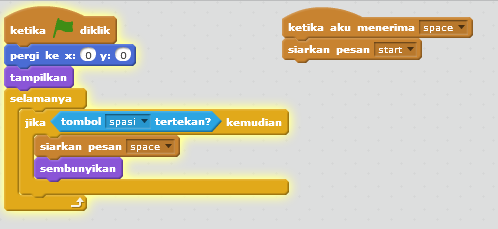 ketika diklik
pergi ke x: 0 y: 0
tampilkan
selamanya
jika tombol spasi tertekan? kemudian
siarkan pesan space
sembunyikan
ketika aku menerima space
siarkan pesan start